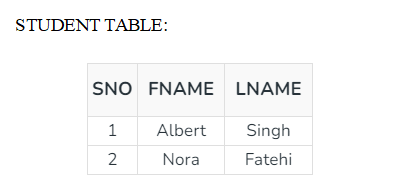 STUDENT TABLE:
SNO FNAME LNAME
1 Albert Singh
2 Nora Fatehi